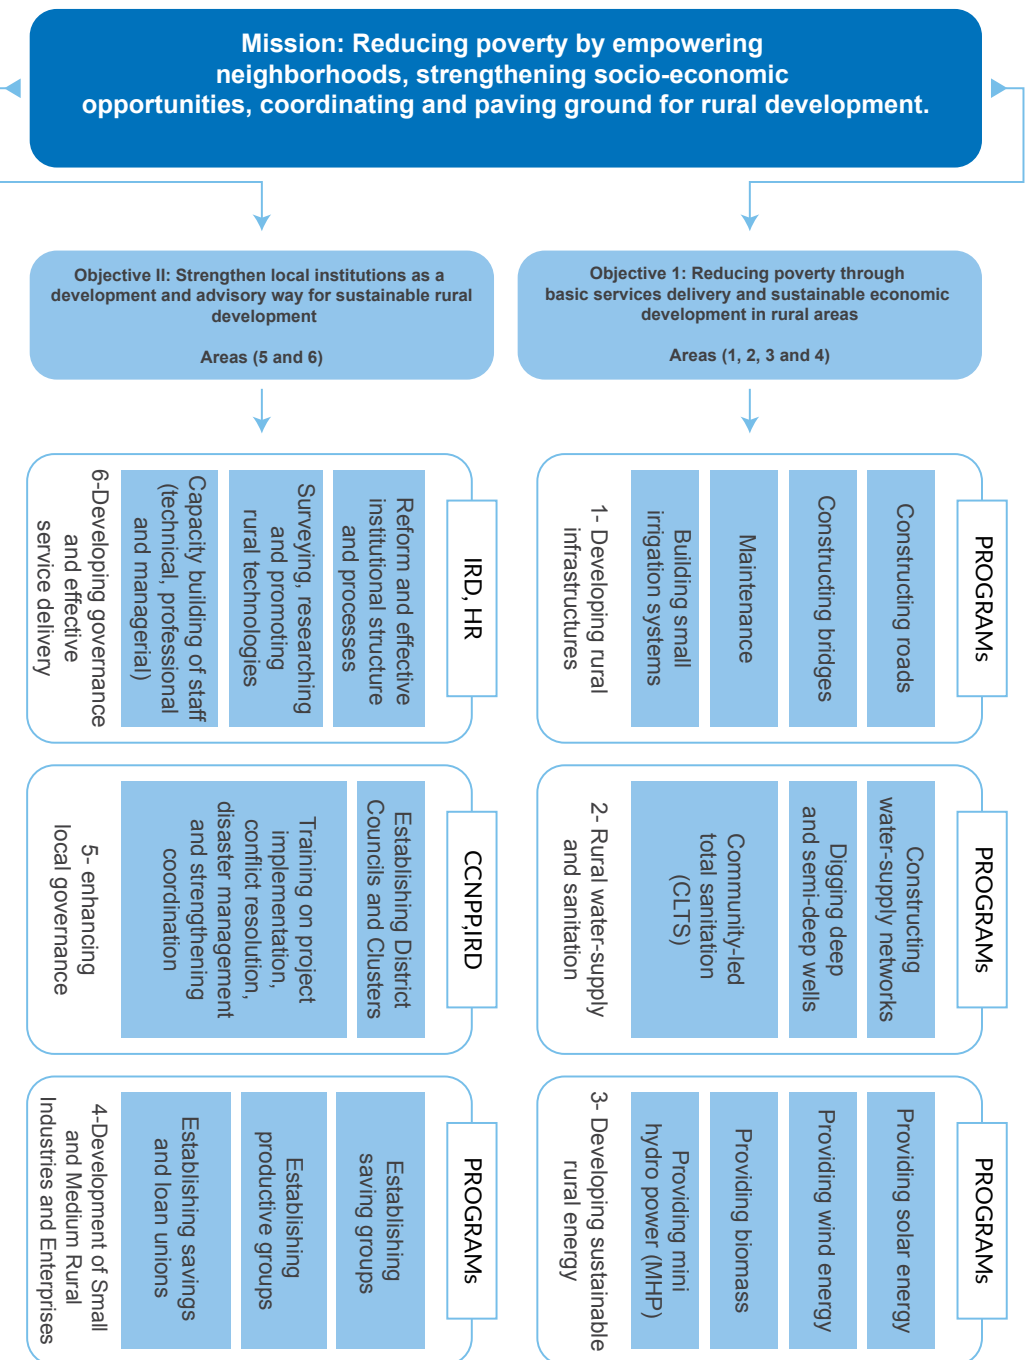 Mission: Reducing poverty by empowering
neighborhoods, strengthening socio-economic
opportunities, coordinating and paving ground for rural development.
Objective II: Strengthen local institutions as a
development and advisory way for sustainable rural
development
Areas (5 and 6)
Objective 1: Reducing poverty through
basic services delivery and sustainable economic
development in rural areas
Areas (1, 2, 3 and 4)
IRD, HR
Reform and effective
institutional structure
and processes
Surveying, researching
and promoting
rural technologies
Capacity building of staff
(technical, professional
and managerial)
6-Developing governance
and effective
service delivery
PROGRAMs
Constructing roads
Constructing bridges
Maintenance
Building small
irrigation systems
1- Developing rural
infrastructures
CCNPP,IRD
Establishing District
Councils and Clusters
Training on project
implementation,
conflict resolution,
disaster management
and strengthening
coordination
5- enhancing
local governance
PROGRAMs
Constructing
water-supply networks
Digging deep
and semi-deep wells
Community-led
total sanitation
(CLTS)
2- Rural water-supply
and sanitation
PROGRAMs
Establishing
saving groups
Establishing
productive groups
Establishing savings
and loan unions
4-Development of Small
and Medium Rural
Industries and Enterprises
PROGRAMs
Providing solar energy
Providing wind energy
Providing biomass
Providing mini
hydro power (MHP)
3- Developing sustainable
rural energy